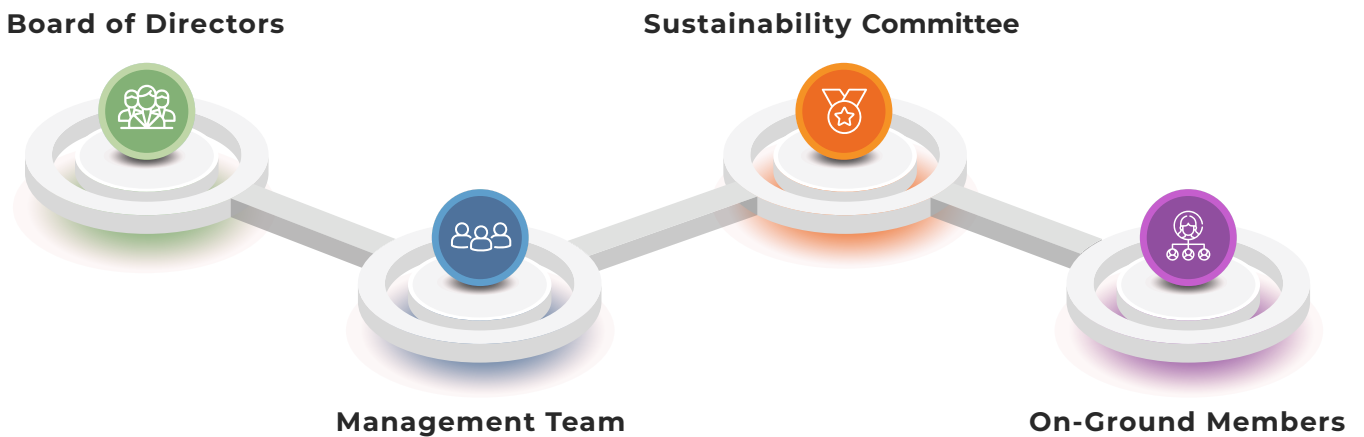 Board of Directors
Sustainability Committee
Management Team
On-Ground Members